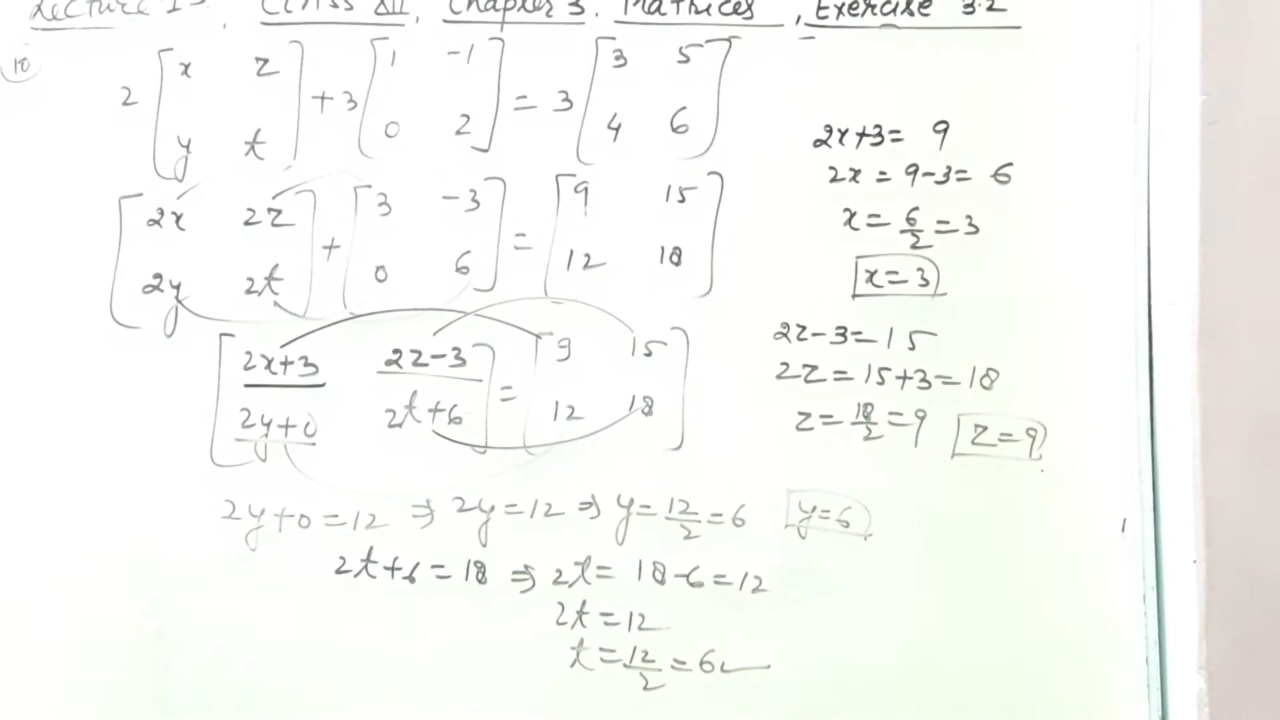 Lecture 1, Class XII, Chapter 3. Matrices, Exercise 3.2
10
2 [x z] + 3 [1 -1] = 3 [3 5]
[y t] [0 2] [4 6]
[2x 2z] + [3 -3] = [9 15]
[2y 2t] [0 6] [12 18]
[2x+3 2z-3] = [9 15]
[2y+0 2t+6] [12 18]
2y+0=12 ⇒ 2y=12 ⇒ y=12/2=6 y=6
2t+6=18 ⇒ 2t= 18-6=12
2t=12
t=12/2=6
2x+3= 9
2x = 9-3= 6
x= 6/2 =3
x=3
2z-3=15
2z=15+3=18
z=18/2=9 z=9